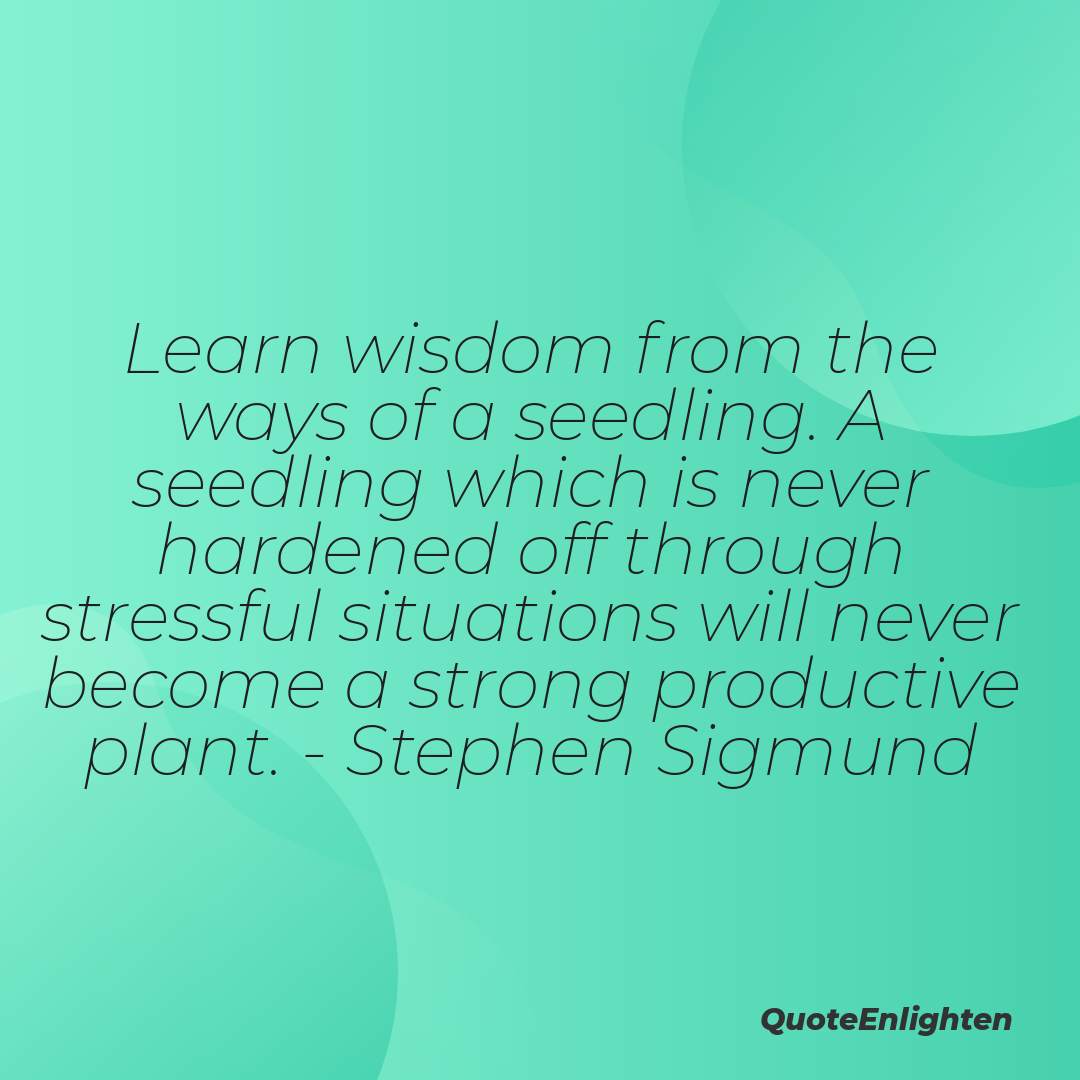 Learn wisdom from the
ways of a seedling. A
seedling which is never
hardened off through
stressful situations will never
become a strong productive
plant. - Stephen Sigmund
QuoteEnlighten